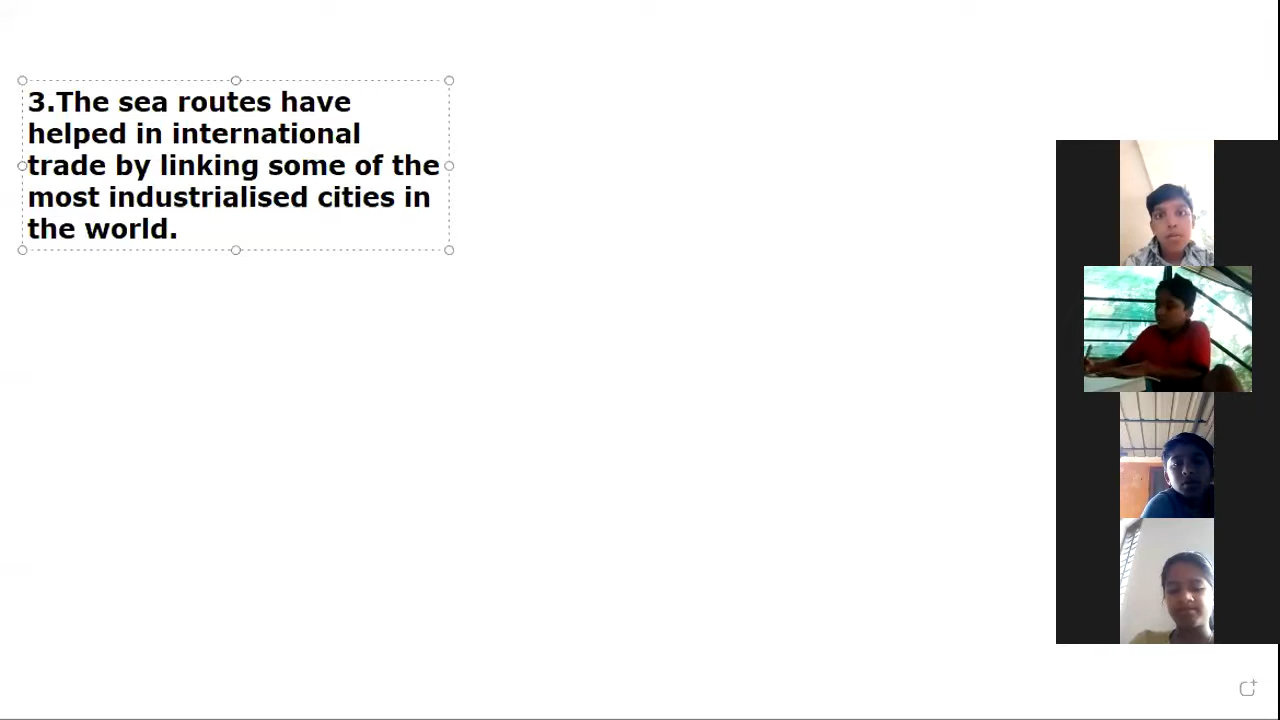 3.The sea routes have
helped in international
trade by linking some of the
most industrialised cities in
the world.